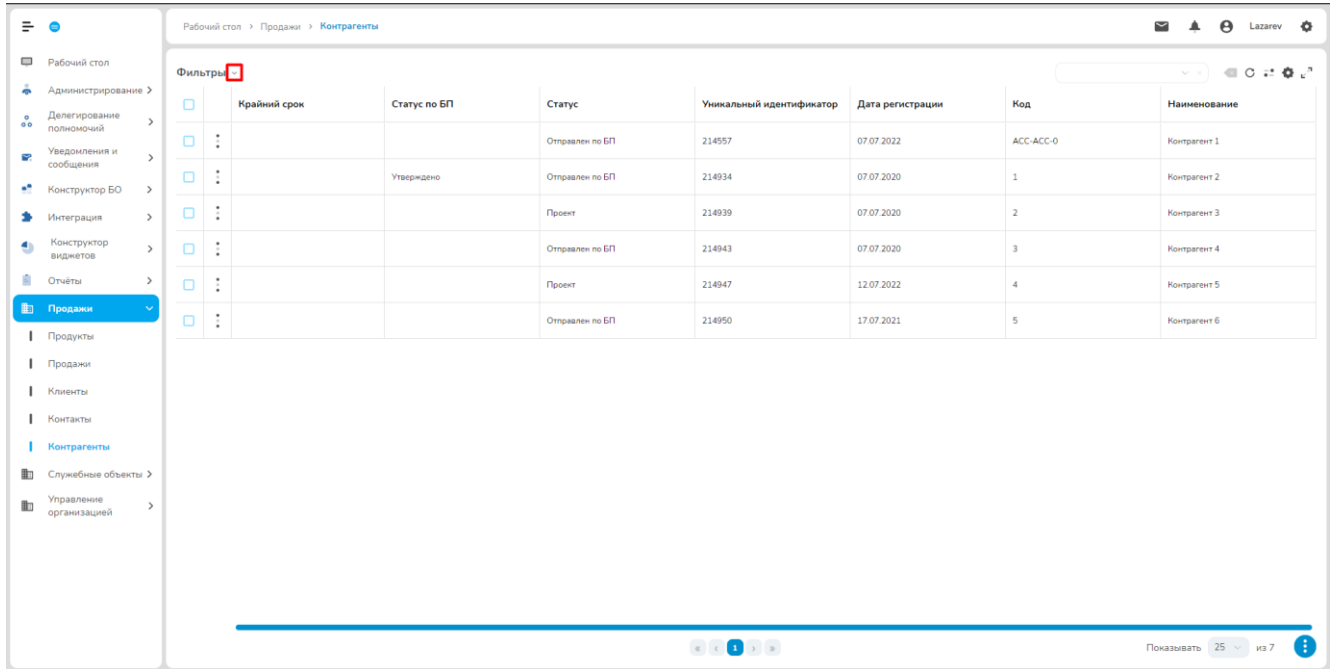 Рабочий стол > Продажи > Контрагенты
Lazarev
Рабочий стол
Администрирование
Делегирование
полномочий
Уведомления и
сообщения
Конструктор БО
Интеграция
Конструктор
виджетов
Отчёты
Продажи
Продукты
Продажи
Клиенты
Контакты
Контрагенты
Служебные объекты
Управление
организацией
Фильтры
Крайний срок Статус по БП Статус Уникальный идентификатор Дата регистрации Код Наименование
Отправлен по БП 214557 07.07.2022 ACC-ACC-0 Контрагент 1
Утверждено Отправлен по БП 214934 07.07.2020 1 Контрагент 2
Проект 214939 07.07.2020 2 Контрагент 3
Отправлен по БП 214943 07.07.2020 3 Контрагент 4
Проект 214947 12.07.2022 4 Контрагент 5
Отправлен по БП 214950 17.07.2021 5 Контрагент 6
« ‹ 1 › »
Показывать 25 из 7